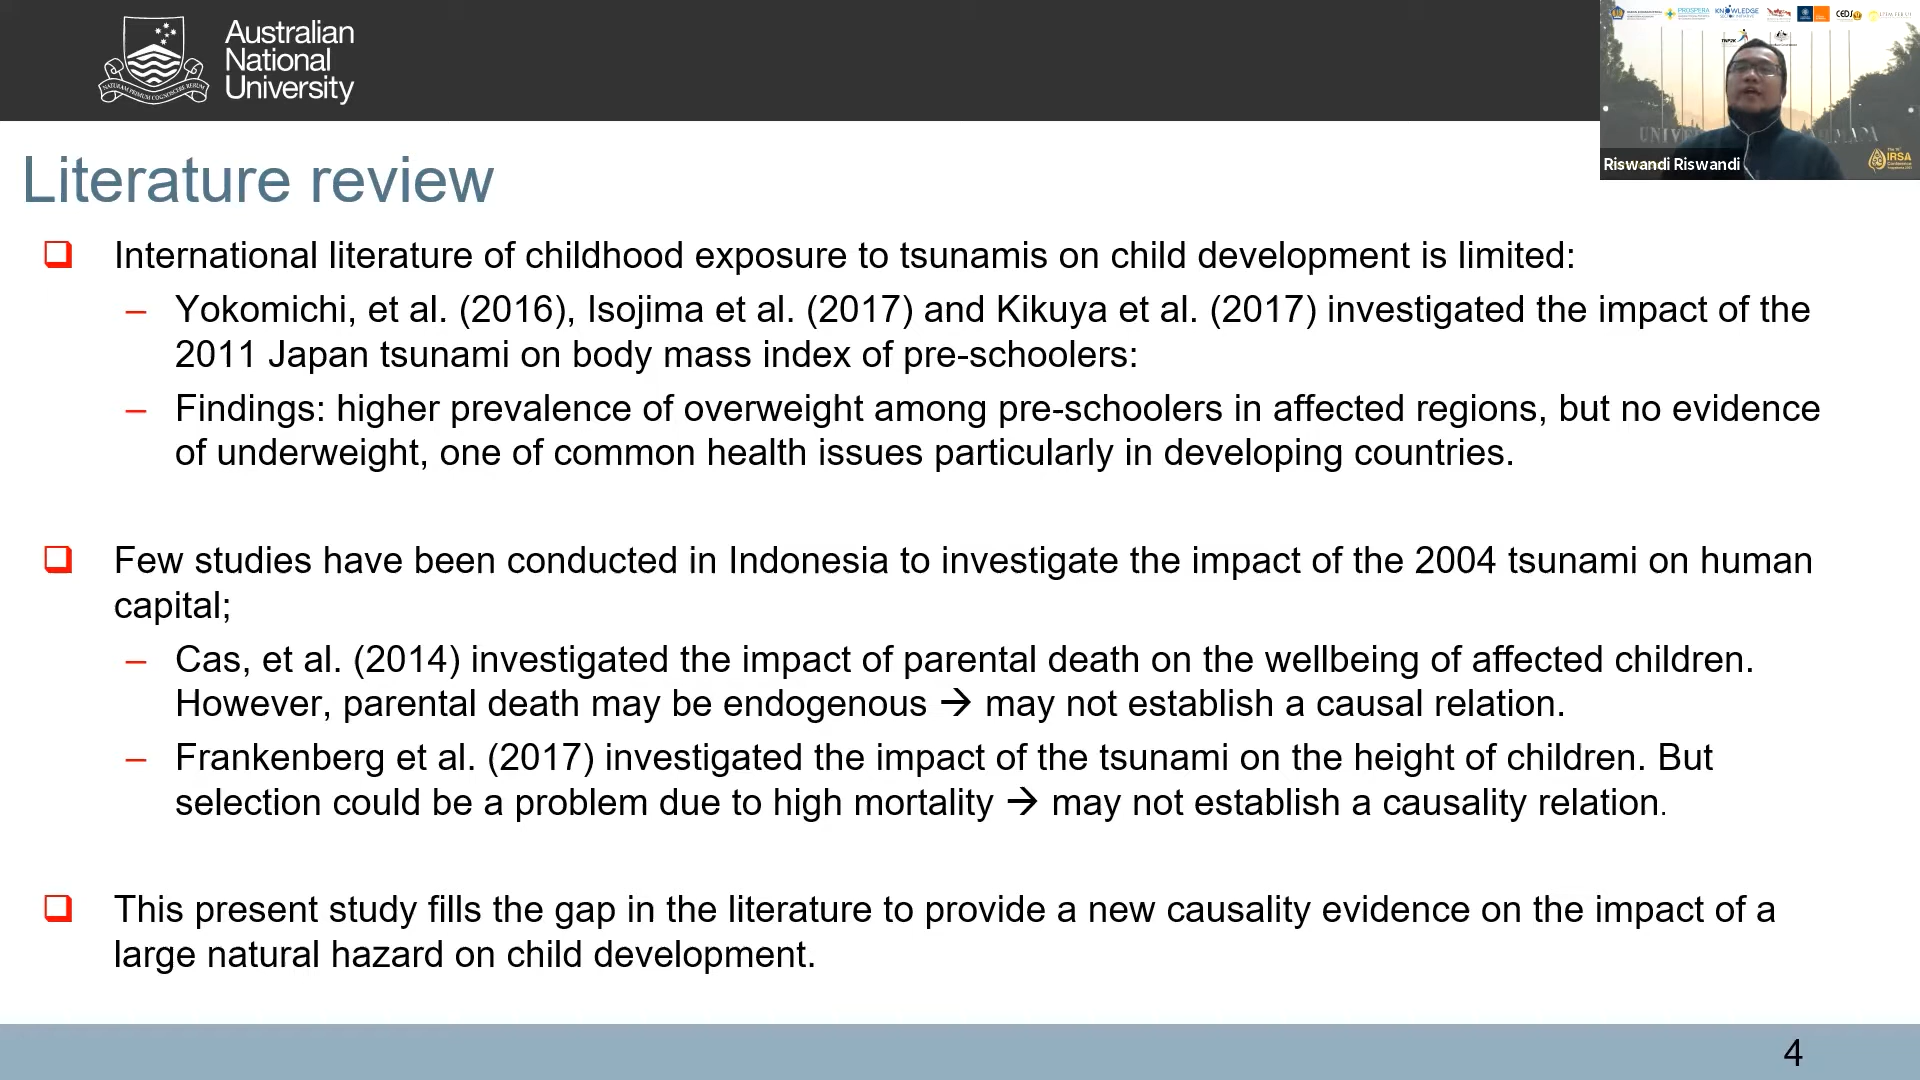 Australian
National
University
NATURAM PRIMUM COGNOSCERE RERUM
PROSPERA
KNOWLEDGE
CEDS
UNIVE
Riswandi Riswandi
IRSA
Literature review
International literature of childhood exposure to tsunamis on child development is limited:
– Yokomichi, et al. (2016), Isojima et al. (2017) and Kikuya et al. (2017) investigated the impact of the
2011 Japan tsunami on body mass index of pre-schoolers:
– Findings: higher prevalence of overweight among pre-schoolers in affected regions, but no evidence
of underweight, one of common health issues particularly in developing countries.
Few studies have been conducted in Indonesia to investigate the impact of the 2004 tsunami on human
capital;
– Cas, et al. (2014) investigated the impact of parental death on the wellbeing of affected children.
However, parental death may be endogenous → may not establish a causal relation.
– Frankenberg et al. (2017) investigated the impact of the tsunami on the height of children. But
selection could be a problem due to high mortality → may not establish a causality relation.
This present study fills the gap in the literature to provide a new causality evidence on the impact of a
large natural hazard on child development.
4